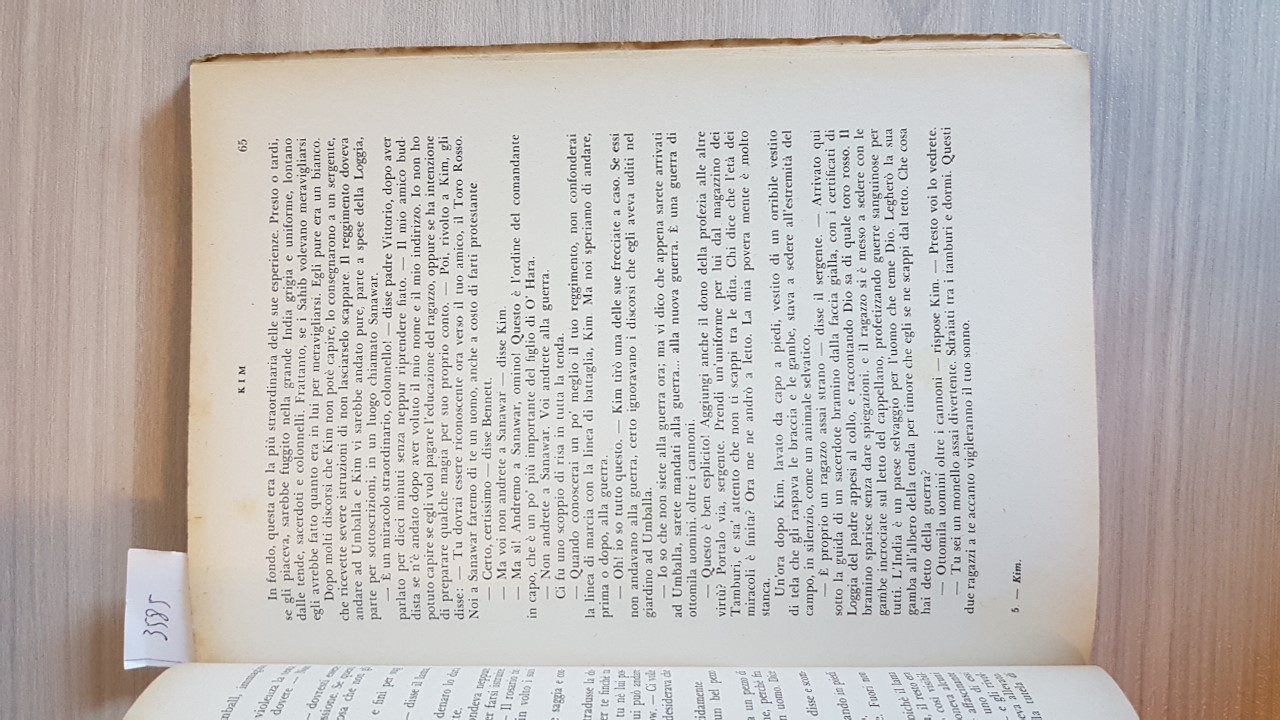 KIM 65
In fondo, questa era la più straordinaria delle sue esperienze. Presto o tardi,
se gli piaceva, sarebbe fuggito nella grande India grigia e uniforme, lontano
dalle tende, sacerdoti e colonnelli. Frattanto, se i Sahib volevano meravigliarsi
egli avrebbe fatto quanto era in lui per meravigliarsi. Egli pure era un bianco.
Dopo molti discorsi che Kim non potè capire, lo consegnarono a un sergente,
che ricevette severe istruzioni di non lasciarselo scappare. Il reggimento doveva
andare ad Umballa e Kim vi sarebbe andato pure, parte a spese della Loggia,
parte per sottoscrizioni, in un luogo chiamato Sanawar.
— È un miracolo straordinario, colonnello! — disse padre Vittorio, dopo aver
parlato per dieci minuti senza neppur riprendere fiato. — Il mio amico bud-
dista se n'è andato dopo aver voluto il mio nome e il mio indirizzo. Io non ho
potuto capire se egli vuol pagare l'educazione del ragazzo, oppure se ha intenzione
di preparare qualche magia per suo proprio conto. — Poi, rivolto a Kim, gli
disse: — Tu dovrai essere riconoscente ora verso il tuo amico, il Toro Rosso.
Noi a Sanawar faremo di te un uomo, anche a costo di farti protestante
— Certo, certissimo — disse Bennett.
— Ma voi non andrete a Sanawar — disse Kim.
— Ma sì! Andremo a Sanawar, omino! Questo è l'ordine del comandante
in capo, che è un po' più importante del figlio di O' Hara.
— Non andrete a Sanawar. Voi andrete alla guerra.
Ci fu uno scoppio di risa in tutta la tenda.
— Quando conoscerai un po' meglio il tuo reggimento, non confonderai
la linea di marcia con la linea di battaglia, Kim Ma noi speriamo di andare,
prima o dopo, alla guerra.
— Oh! io so tutto questo. — Kim tirò una delle sue frecciate a caso. Se essi
non andavano alla guerra, certo ignoravano i discorsi che egli aveva uditi nel
giardino ad Umballa.
— Io so che non siete alla guerra ora; ma vi dico che appena sarete arrivati
ad Umballa, sarete mandati alla guerra... alla nuova guerra. È una guerra di
ottomila uomini, oltre i cannoni.
— Questo è ben esplicito! Aggiungi anche il dono della profezia alle altre
virtù? Portalo via, sergente. Prendi un'uniforme per lui dal magazzino dei
Tamburi, e sta' attento che non ti scappi tra le dita. Chi dice che l'età dei
miracoli è finita? Ora me ne andrò a letto. La mia povera mente è molto
stanca.
Un'ora dopo Kim, lavato da capo a piedi, vestito di un orribile vestito
di tela che gli raspava le braccia e le gambe, stava a sedere all'estremità del
campo, in silenzio, come un animale selvatico.
— È proprio un ragazzo assai strano — disse il sergente. — Arrivato qui
sotto la guida di un sacerdote bramino dalla faccia gialla, con i certificati di
Loggia del padre appesi al collo, e raccontando Dio sa di quale toro rosso. Il
bramino sparisce senza dare spiegazioni, e il ragazzo si è messo a sedere con le
gambe incrociate sul letto del cappellano, profetizzando guerre sanguinose per
tutti. L'India è un paese selvaggio per l'uomo che teme Dio. Legherò la sua
gamba all'albero della tenda per timore che egli se ne scappi dal tetto. Che cosa
hai detto della guerra?
— Ottomila uomini oltre i cannoni — rispose Kim. — Presto voi lo vedrete.
— Tu sei un monello assai divertente. Sdraiati tra i tamburi e dormi. Questi
due ragazzi a te accanto vigileranno il tuo sonno.
5. — Kim.
3585